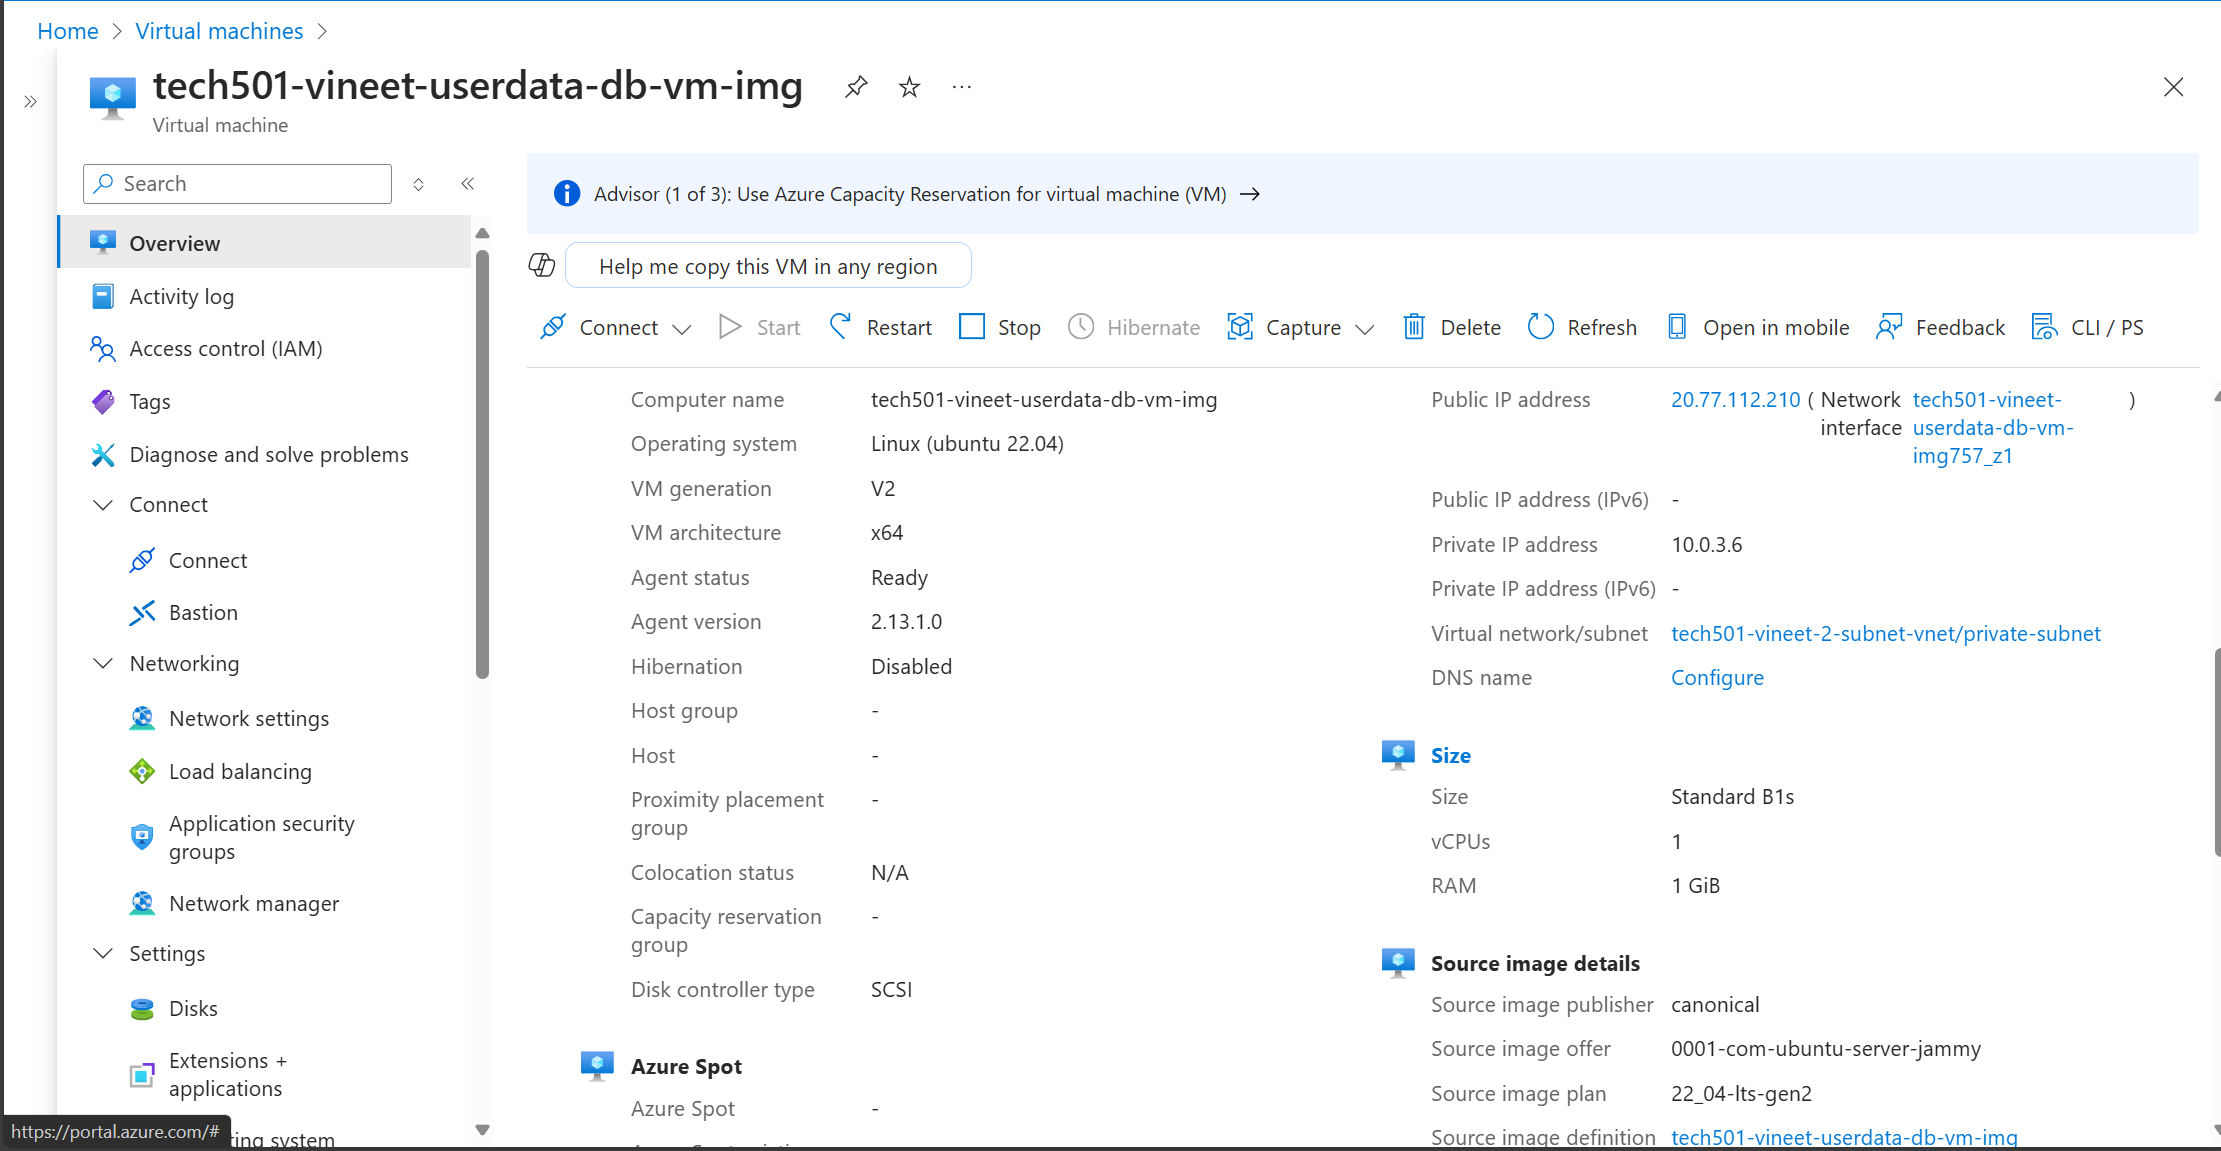 Home > Virtual machines >
tech501-vineet-userdata-db-vm-img
Virtual machine
Search
Overview
Activity log
Access control (IAM)
Tags
Diagnose and solve problems
Connect
Connect
Bastion
Networking
Network settings
Load balancing
Application security
groups
Network manager
Settings
Disks
Extensions +
applications
https://portal.azure.com/#
system
Advisor (1 of 3): Use Azure Capacity Reservation for virtual machine (VM) →
Help me copy this VM in any region
Connect Start Restart Stop Hibernate Capture Delete Refresh Open in mobile Feedback CLI / PS
Computer name tech501-vineet-userdata-db-vm-img
Operating system Linux (ubuntu 22.04)
VM generation V2
VM architecture x64
Agent status Ready
Agent version 2.13.1.0
Hibernation Disabled
Host group -
Host -
Proximity placement -
group
Colocation status N/A
Capacity reservation -
group
Disk controller type SCSI
Azure Spot
Azure Spot -
Public IP address 20.77.112.210 ( Network tech501-vineet- )
interface userdata-db-vm-
img757_z1
Public IP address (IPv6) -
Private IP address 10.0.3.6
Private IP address (IPv6) -
Virtual network/subnet tech501-vineet-2-subnet-vnet/private-subnet
DNS name Configure
Size
Size Standard B1s
vCPUs 1
RAM 1 GiB
Source image details
Source image publisher canonical
Source image offer 0001-com-ubuntu-server-jammy
Source image plan 22_04-lts-gen2
Source image definition tech501-vineet-userdata-db-vm-img